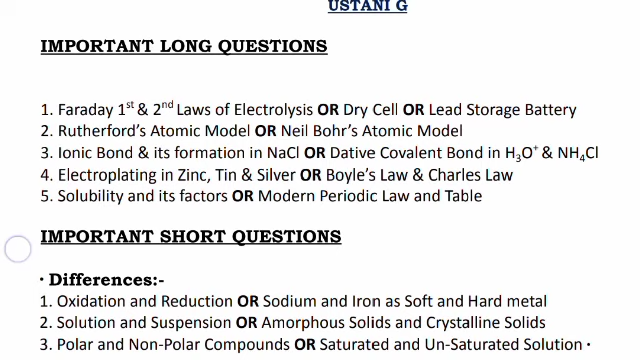 USTANI G
IMPORTANT LONG QUESTIONS
1. Faraday 1st & 2nd Laws of Electrolysis OR Dry Cell OR Lead Storage Battery
2. Rutherford's Atomic Model OR Neil Bohr's Atomic Model
3. Ionic Bond & its formation in NaCl OR Dative Covalent Bond in H₃O⁺ & NH₄Cl
4. Electroplating in Zinc, Tin & Silver OR Boyle's Law & Charles Law
5. Solubility and its factors OR Modern Periodic Law and Table
IMPORTANT SHORT QUESTIONS
• Differences:-
1. Oxidation and Reduction OR Sodium and Iron as Soft and Hard metal
2. Solution and Suspension OR Amorphous Solids and Crystalline Solids
3. Polar and Non-Polar Compounds OR Saturated and Un-Saturated Solution •